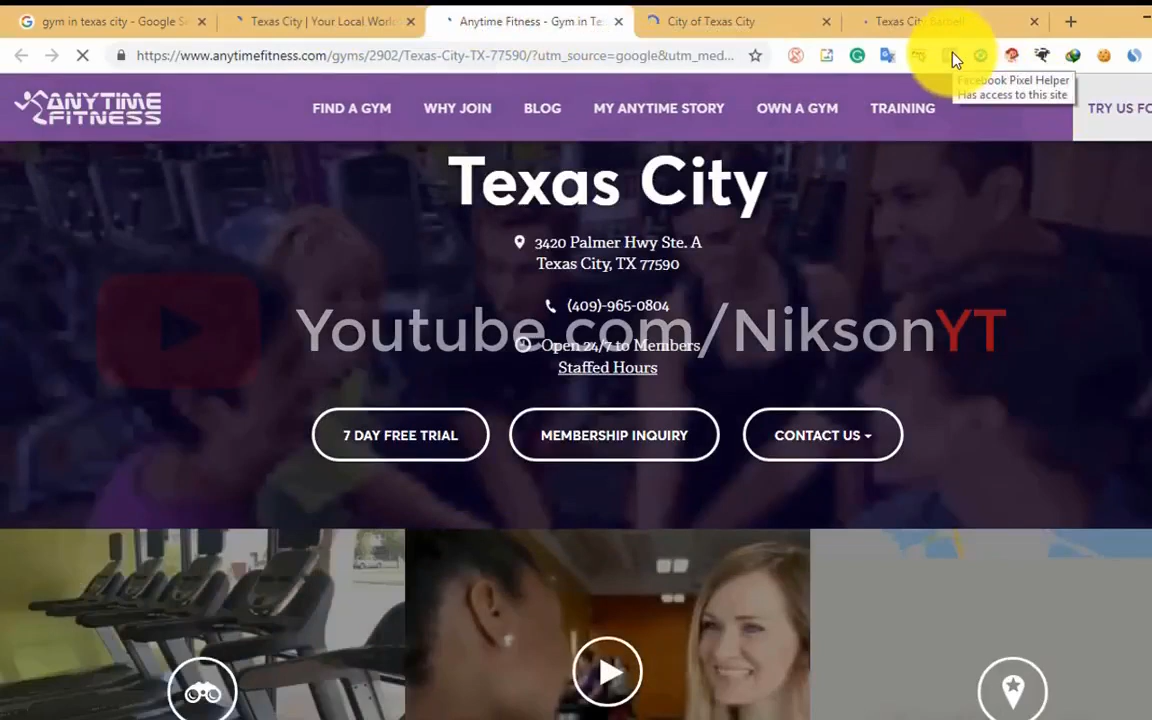 gym in texas city - Google S
Texas City | Your Local World
Anytime Fitness - Gym in Te
City of Texas City
Texas City Barbell
https://www.anytimefitness.com/gyms/2902/Texas-City-TX-77590/?utm_source=google&utm_med...
Facebook Pixel Helper
Has access to this site
ANYTIME
FITNESS
FIND A GYM
WHY JOIN
BLOG
MY ANYTIME STORY
OWN A GYM
TRAINING
TRY US FO
Texas City
3420 Palmer Hwy Ste. A
Texas City, TX 77590
(409)-965-0804
Youtube.com/NiksonYT
Open 24/7 to Members
Staffed Hours
7 DAY FREE TRIAL
MEMBERSHIP INQUIRY
CONTACT US